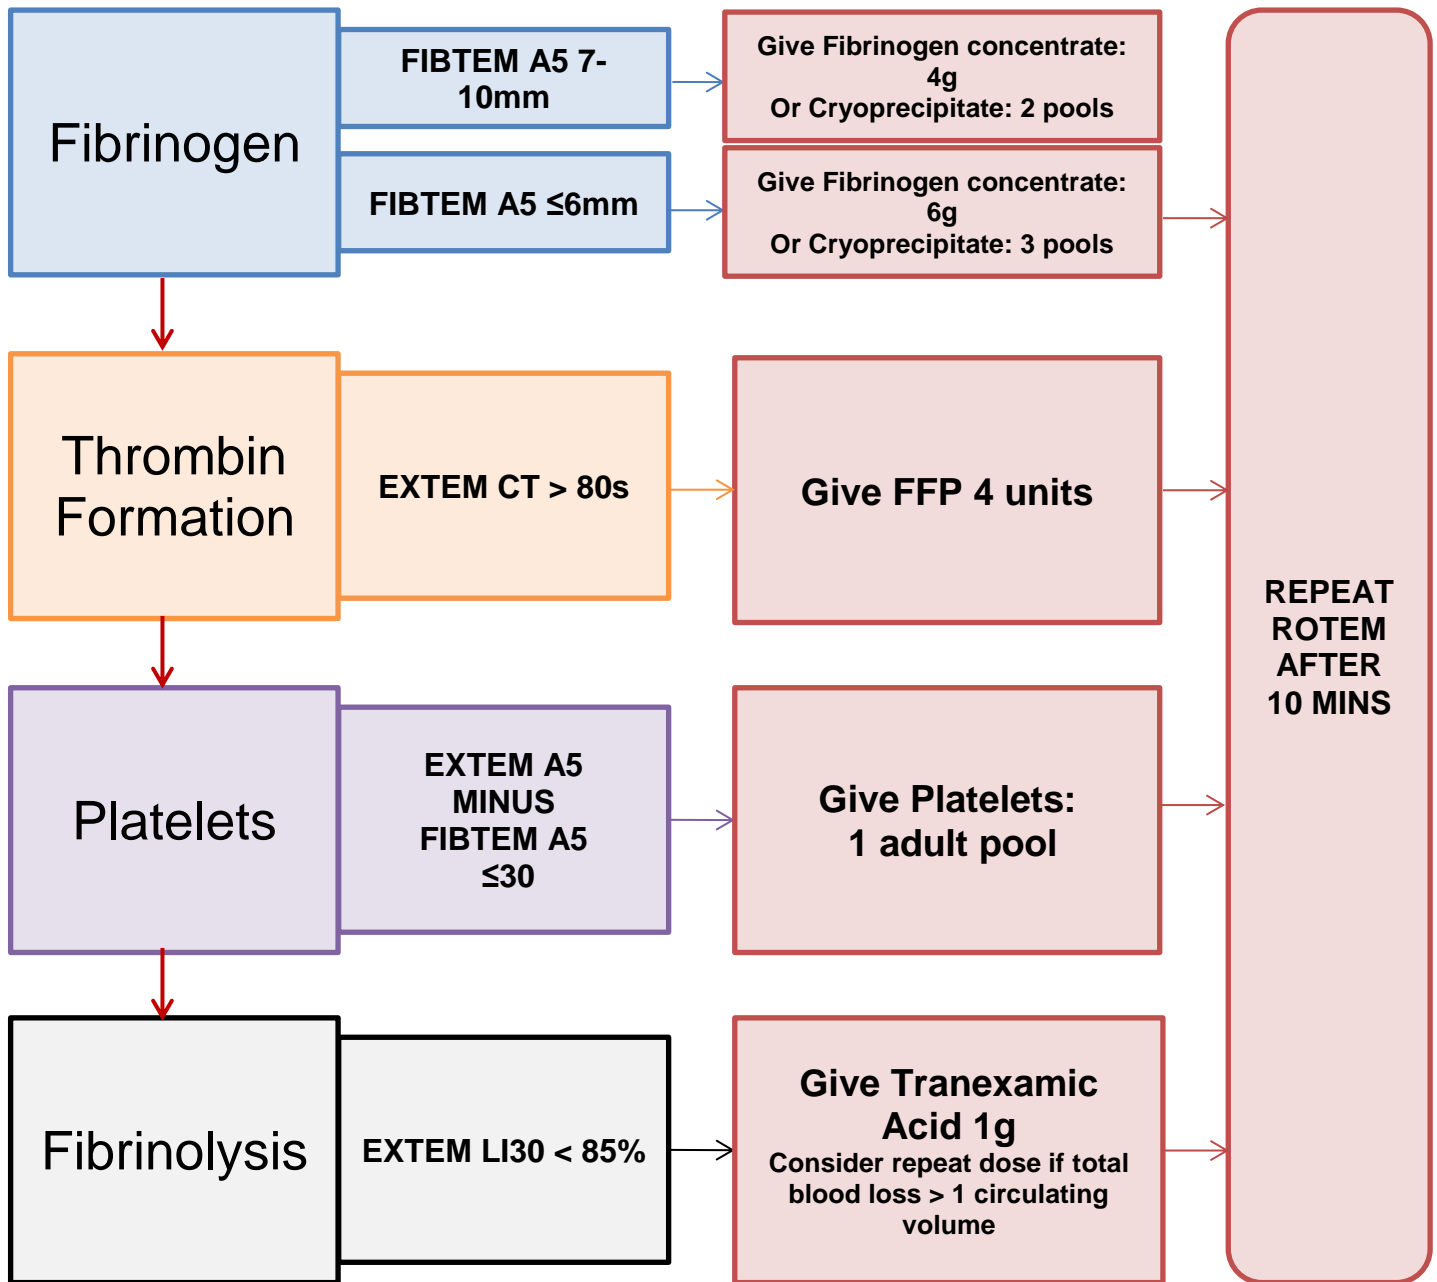 Fibrinogen
FIBTEM A5 7-
10mm
Give Fibrinogen concentrate:
4g
Or Cryoprecipitate: 2 pools
FIBTEM A5 ≤6mm
Give Fibrinogen concentrate:
6g
Or Cryoprecipitate: 3 pools
Thrombin
Formation
EXTEM CT > 80s
Give FFP 4 units
Platelets
EXTEM A5
MINUS
FIBTEM A5
≤30
Give Platelets:
1 adult pool
Fibrinolysis
EXTEM LI30 < 85%
Give Tranexamic
Acid 1g
Consider repeat dose if total
blood loss > 1 circulating
volume
REPEAT
ROTEM
AFTER
10 MINS